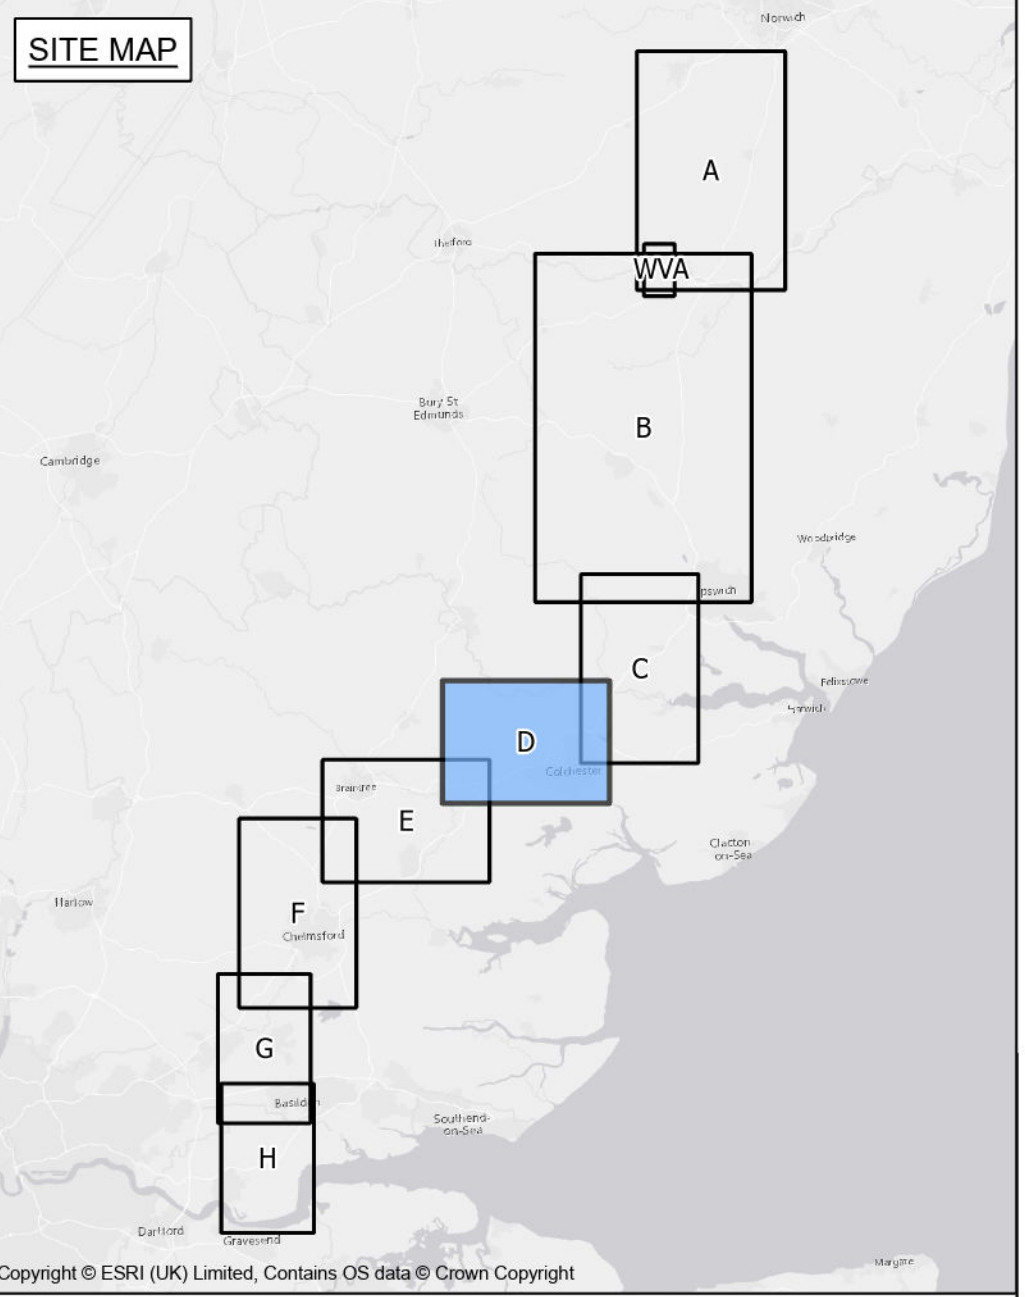 SITE MAP
Norwich
A
Thetford
WVA
Bury St
Edmunds
B
Cambridge
Woodbridge
pswich
C
Felixstowe
Harwich
D
Colchester
Braintree
E
Clacton
on-Sea
Harlow
F
Chelmsford
G
Basildon
Southend-
on-Sea
H
Dartford
Gravesend
Margate
Copyright © ESRI (UK) Limited, Contains OS data © Crown Copyright